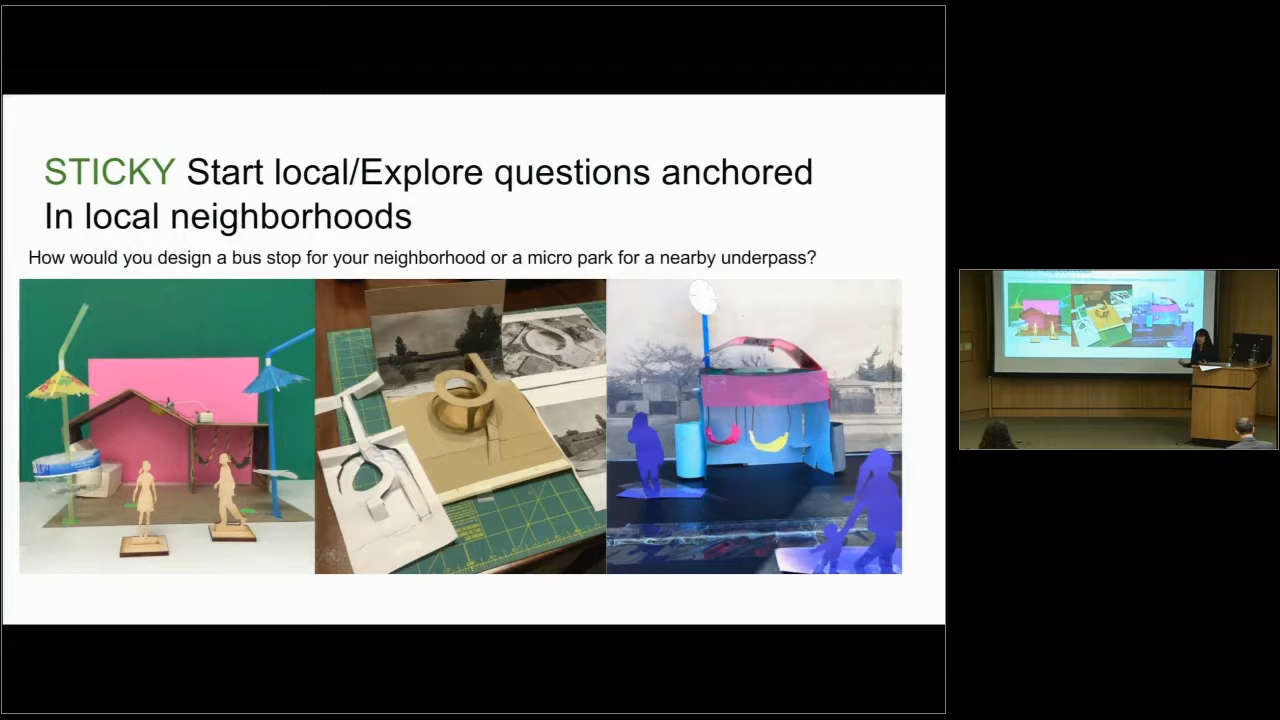 STICKY Start local/Explore questions anchored
In local neighborhoods
How would you design a bus stop for your neighborhood or a micro park for a nearby underpass?